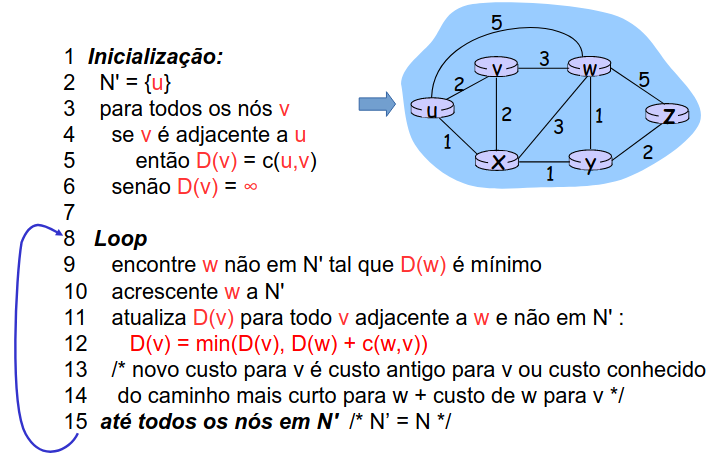 1 Inicialização:
2 N' = {u}
3 para todos os nós v
4 se v é adjacente a u
5 então D(v) = c(u,v)
6 senão D(v) = ∞
7
8 Loop
9 encontre w não em N' tal que D(w) é mínimo
10 acrescente w a N'
11 atualiza D(v) para todo v adjacente a w e não em N' :
12 D(v) = min(D(v), D(w) + c(w,v))
13 /* novo custo para v é custo antigo para v ou custo conhecido
14 do caminho mais curto para w + custo de w para v */
15 até todos os nós em N' /* N’ = N */
5
v 3 w
2 5
u 2 1 z
1 3 2
x 1 y